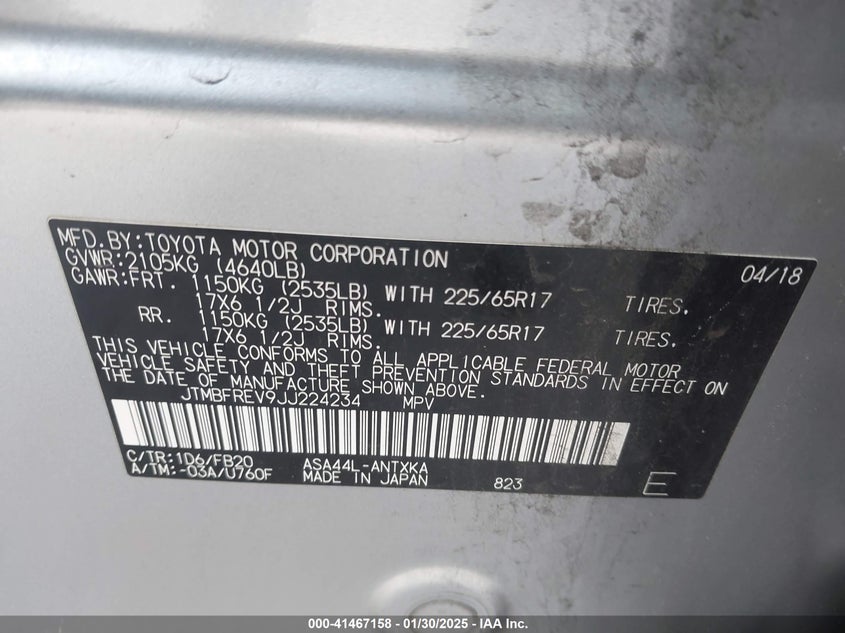 MFD.BY:TOYOTA MOTOR CORPORATION 04/18
GVWR:2105KG (4640LB)
GAWR:FRT. 1150KG (2535LB) WITH 225/65R17 TIRES,
17X6 1/2J RIMS.
RR. 1150KG (2535LB) WITH 225/65R17 TIRES,
17X6 1/2J RIMS.
THIS VEHICLE CONFORMS TO ALL APPLICABLE FEDERAL MOTOR
VEHICLE SAFETY AND THEFT PREVENTION STANDARDS IN EFFECT ON
THE DATE OF MANUFACTURE SHOWN ABOVE.
JTMBFREV9JJ224234 MPV
C/TR:1D6/FB20 ASA44L-ANTXKA
A/TM:-03A/U760F MADE IN JAPAN 823 E
000-41467158 - 01/30/2025 - IAA Inc.